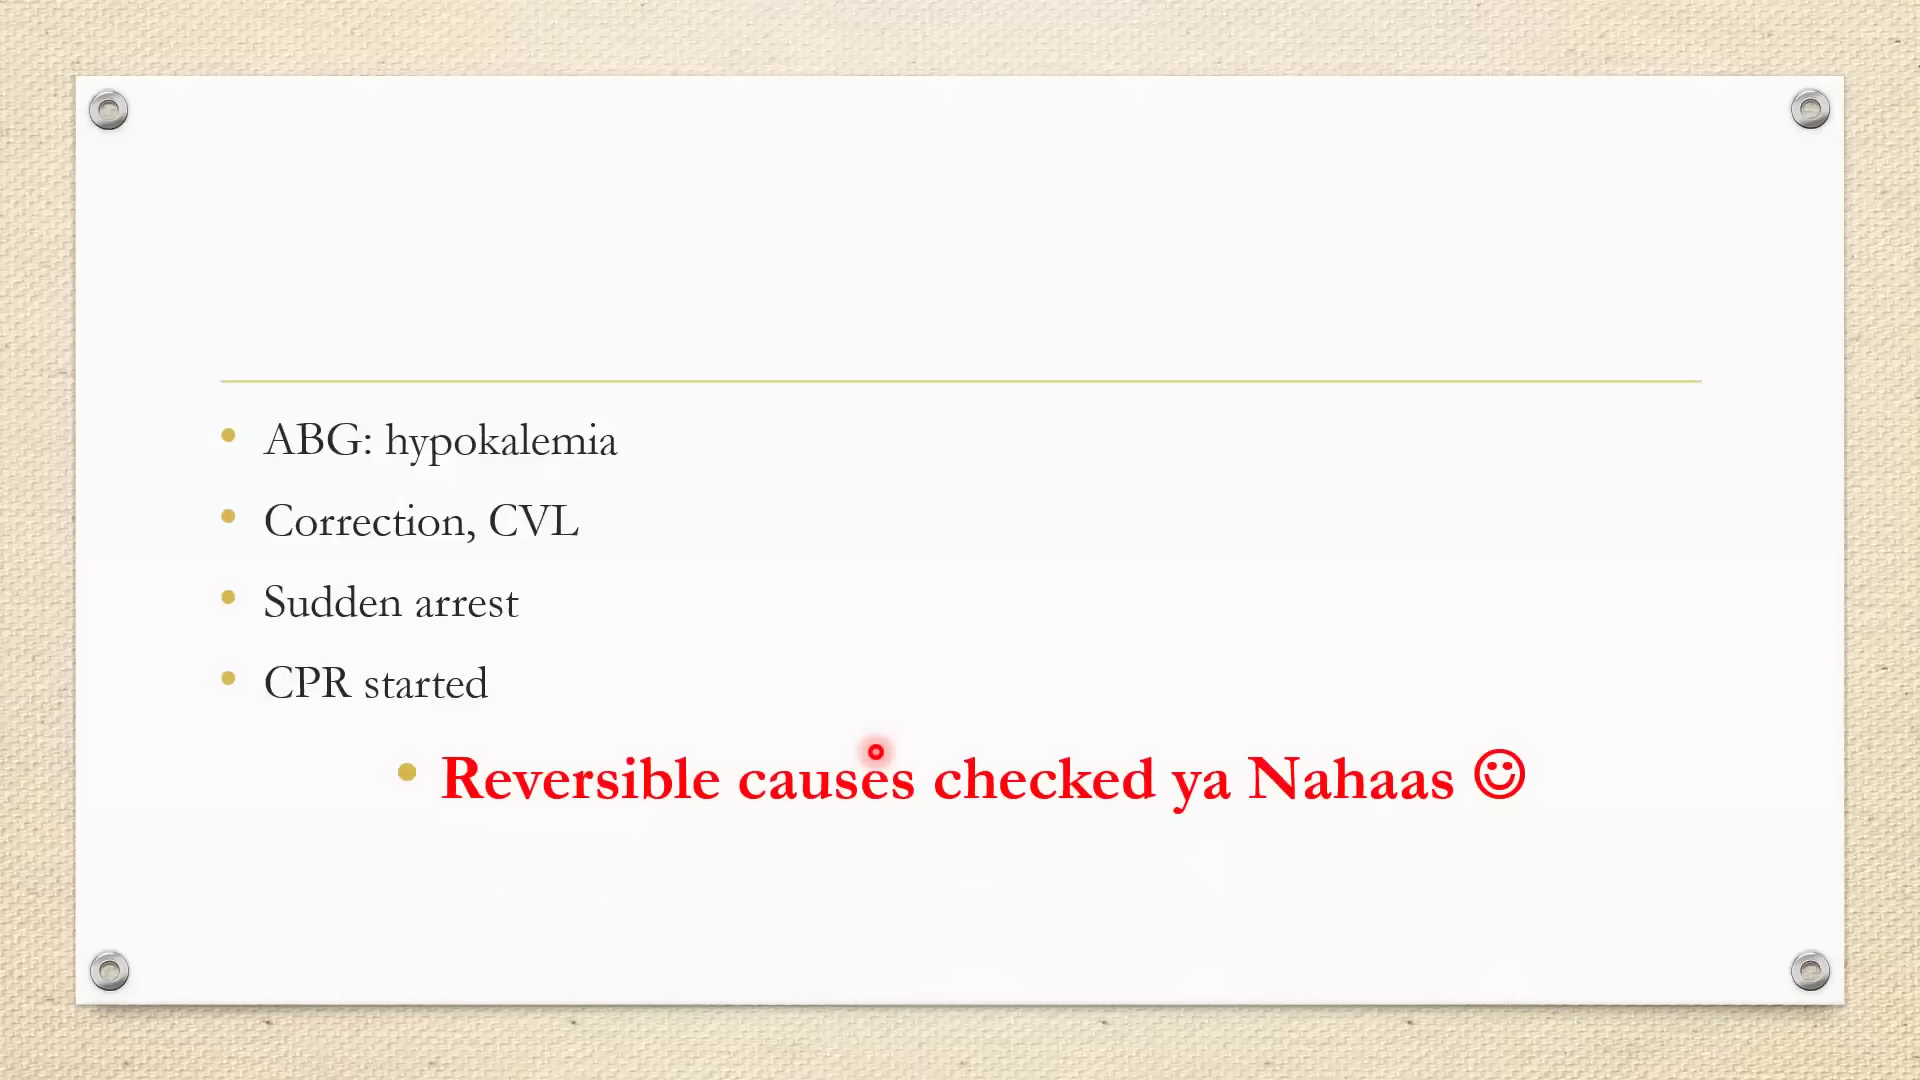 • ABG: hypokalemia
• Correction, CVL
• Sudden arrest
• CPR started
• Reversible causes checked ya Nahaas ☺